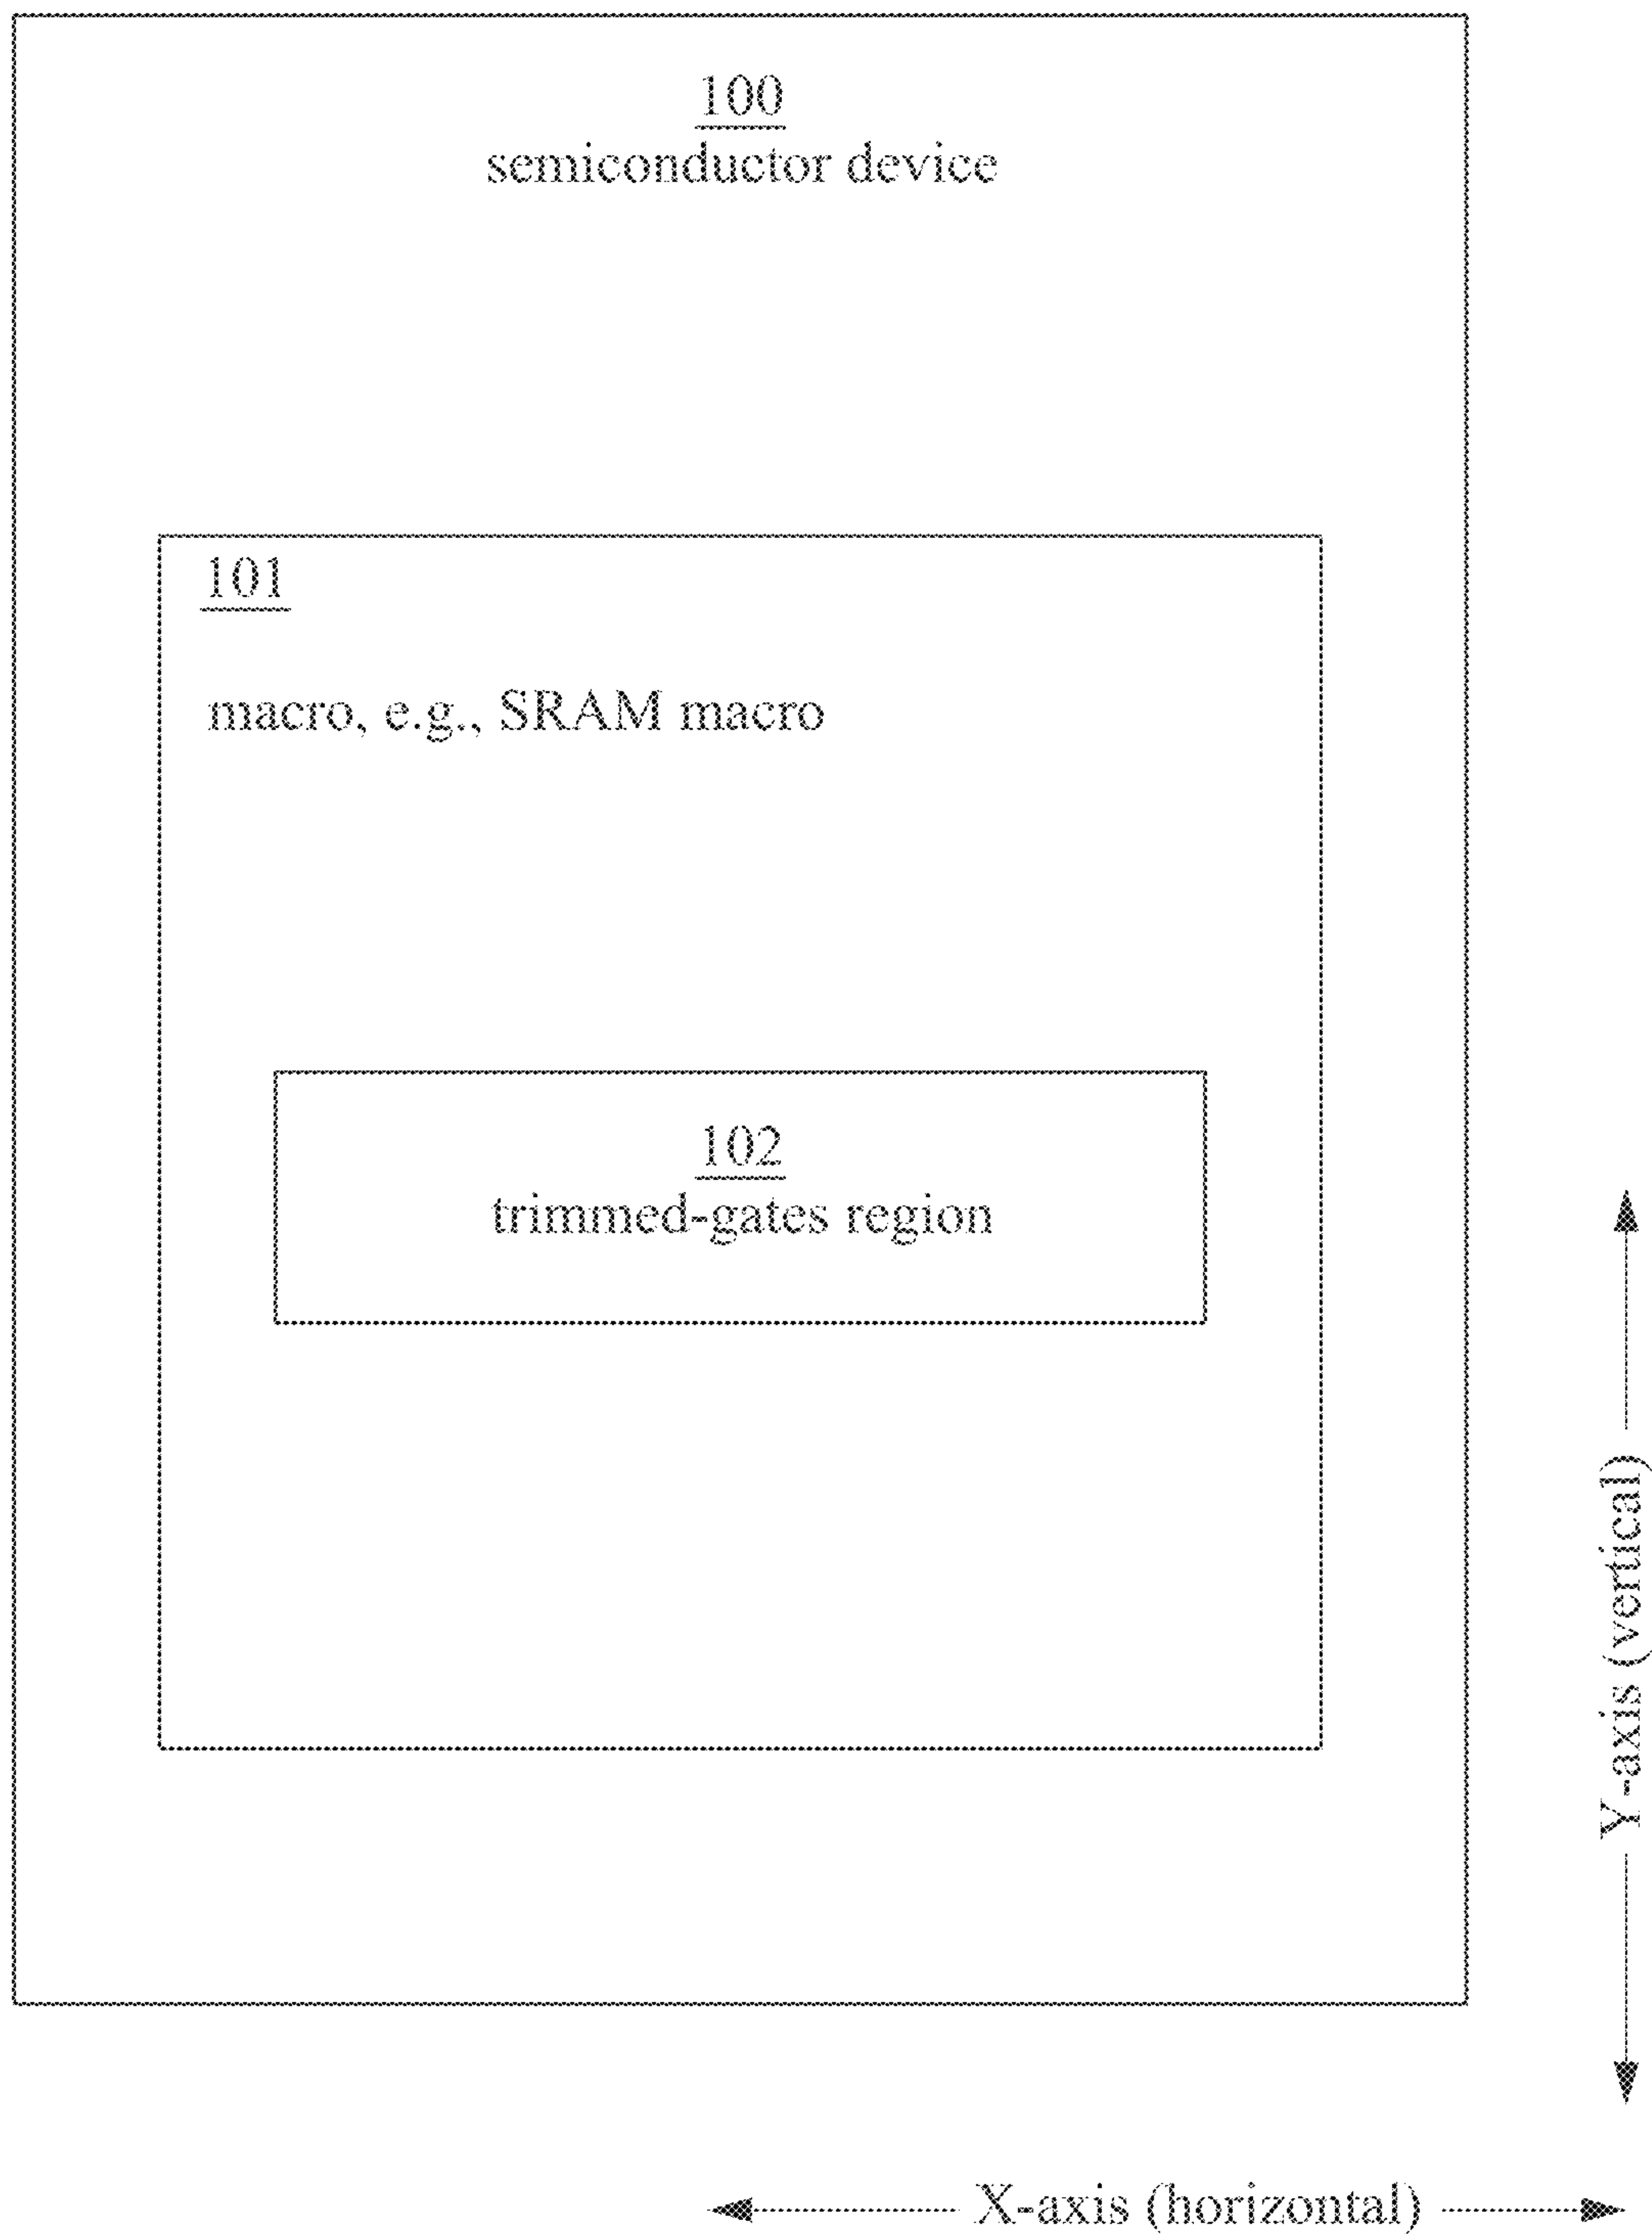 100
semiconductor device
101
macro, e.g., SRAM macro
102
trimmed-gates region
Y-axis (vertical)
X-axis (horizontal)